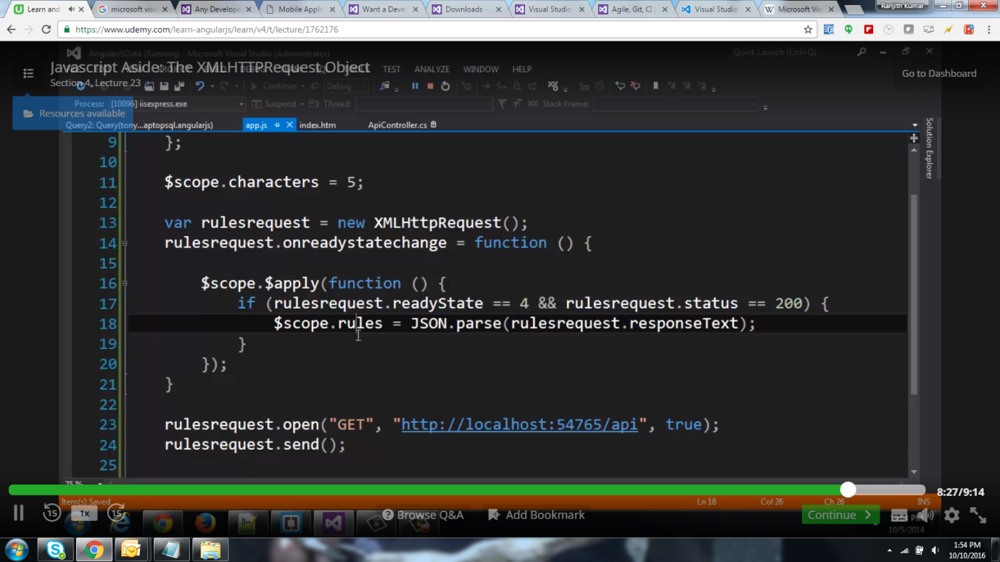 Learn and
microsoft visu
Any Develope
Mobile Applic
Want a Devel
Downloads -
Visual Studio
Agile, Git, CI
Visual Studio
Microsoft Vis
Ranjith Kumar
https://www.udemy.com/learn-angularjs/learn/v4/t/lecture/1762176
AngularJSData (Running) - Microsoft Visual Studio (Administrator)
Quick Launch (Ctrl+Q)
Javascript Aside: The XMLHTTPRequest Object
TEST ANALYZE WINDOW HELP
Section 4, Lecture 23
Go to Dashboard
Continue
Debug
Process: [10096] iisexpress.exe
Suspend
Thread:
Stack Frame:
Resources available
Query2: Query(tony...aptopsql.angularjs)
app.js
index.htm
ApiController.cs
Solution Explorer
9 };
10
11 $scope.characters = 5;
12
13 var rulesrequest = new XMLHttpRequest();
14 rulesrequest.onreadystatechange = function () {
15
16 $scope.$apply(function () {
17 if (rulesrequest.readyState == 4 && rulesrequest.status == 200) {
18 $scope.rules = JSON.parse(rulesrequest.responseText);
19 }
20 });
21 }
22
23 rulesrequest.open("GET", "http://localhost:54765/api", true);
24 rulesrequest.send();
25
75 %
8:27/9:14
Item(s) Saved
Ln 18
Col 26
Ch 26
INS
15
1x
15
Browse Q&A
Add Bookmark
Continue
10/5/2014
1:54 PM
10/10/2016